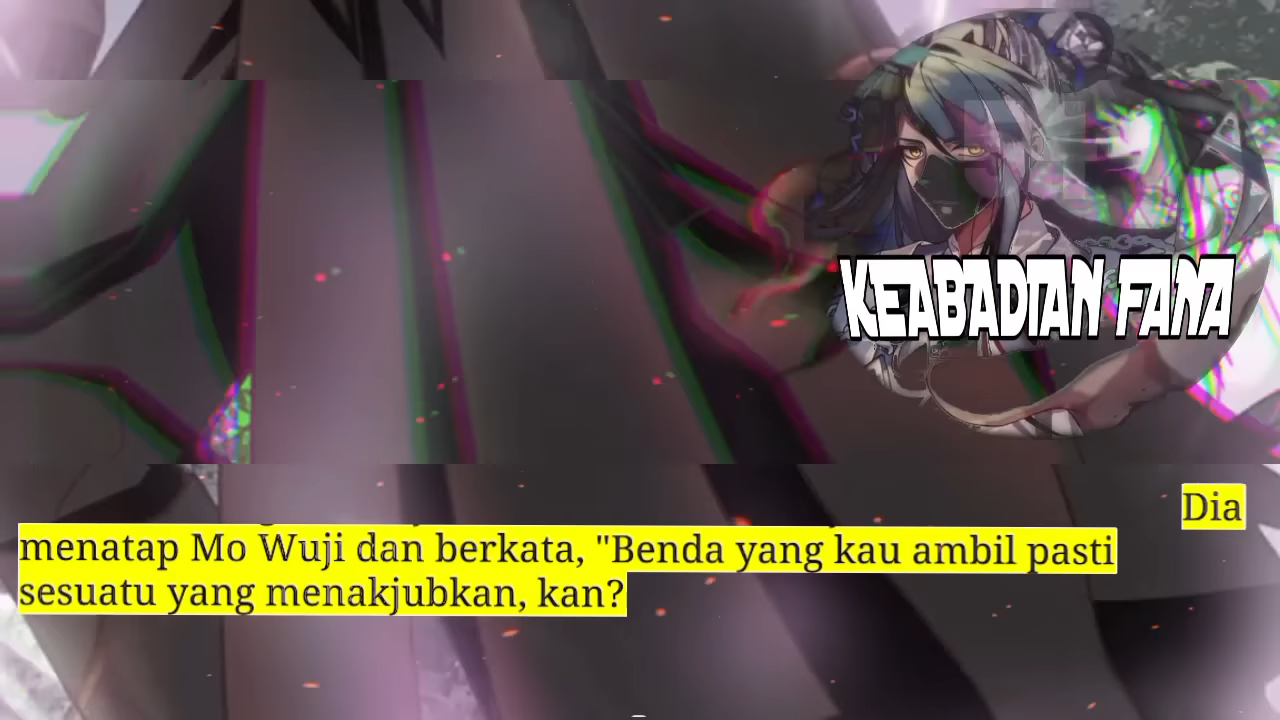 KEABADIAN FANA
Dia
menatap Mo Wuji dan berkata, "Benda yang kau ambil pasti
sesuatu yang menakjubkan, kan?